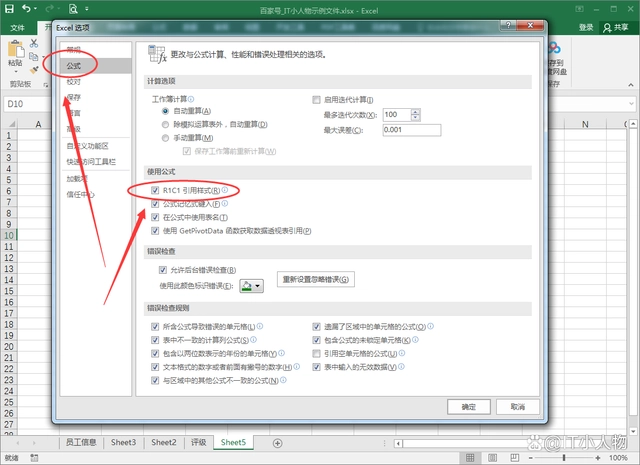 百家号_IT小人物示例文件.xlsx - Excel
文件
登录
共享
粘贴
剪贴板
保存
D10
A
N
O
1
2
3
4
5
6
7
8
9
10
11
12
13
14
15
16
17
18
19
20
21
22
23
24
25
26
27
Excel 选项
常规
公式
校对
保存
语言
高级
自定义功能区
快速访问工具栏
加载项
信任中心
更改与公式计算、性能和错误处理相关的选项。
计算选项
工作簿计算
自动重算(A)
除模拟运算表外，自动重算(D)
手动重算(M)
保存工作簿前重新计算(W)
启用迭代计算(I)
最多迭代次数(X): 100
最大误差(C): 0.001
使用公式
R1C1 引用样式(R)
公式记忆式键入(F)
在公式中使用表名(T)
使用 GetPivotData 函数获取数据透视表引用(P)
错误检查
允许后台错误检查(B)
使用此颜色标识错误(E):
重新设置忽略错误(G)
错误检查规则
所含公式导致错误的单元格(L)
表中不一致的计算列公式(S)
包含以两位数表示的年份的单元格(Y)
文本格式的数字或者前面有撇号的数字(H)
与区域中的其他公式不一致的公式(N)
遗漏了区域中的单元格的公式(O)
包含公式的未锁定单元格(K)
引用空单元格的公式(U)
表中输入的无效数据(V)
确定
取消
员工信息
Sheet3
Sheet2
评级
Sheet5
就绪
100%
IT小人物